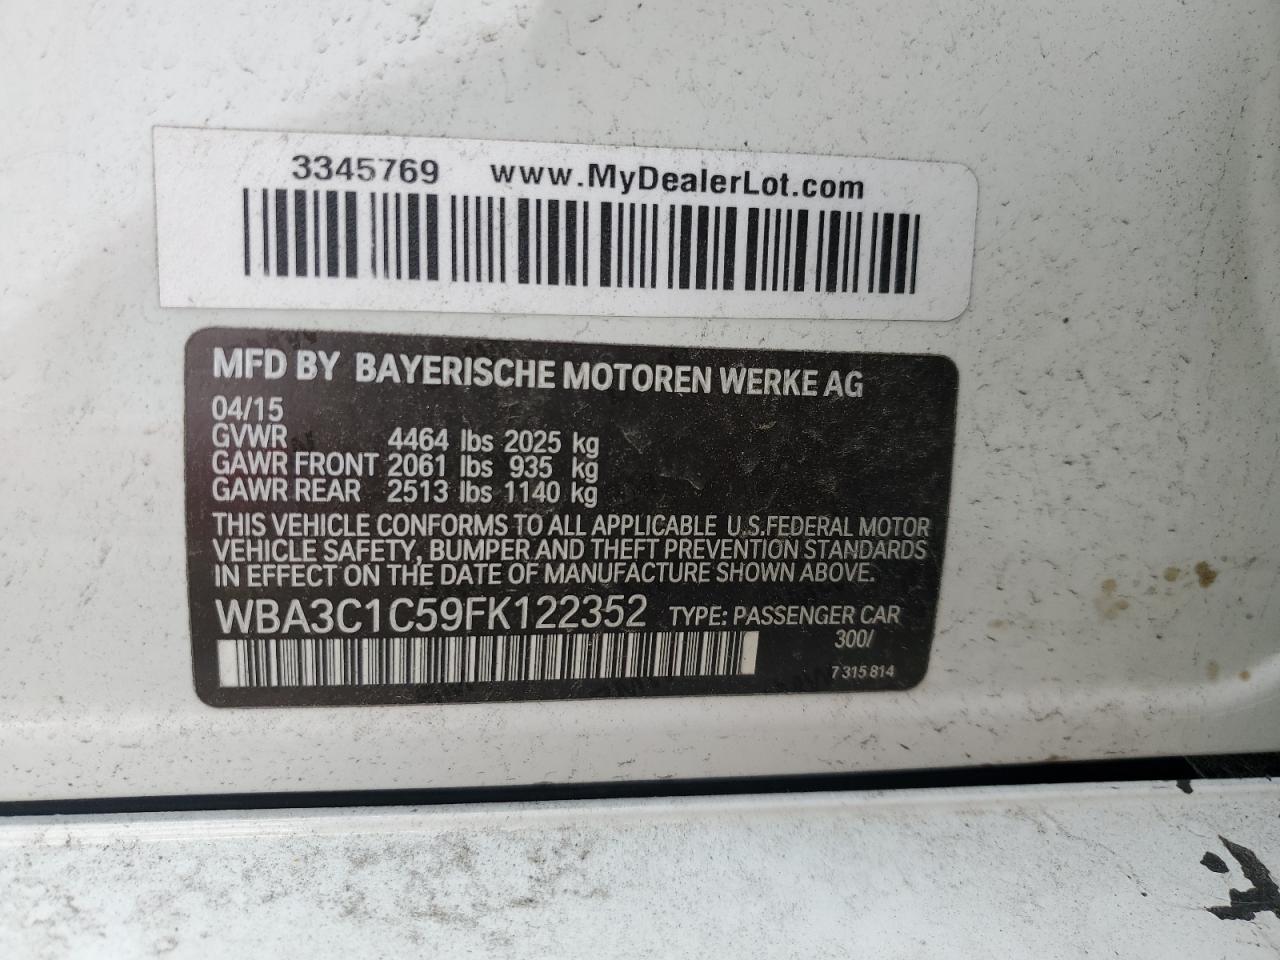 3345769 www.MyDealerLot.com
MFD BY BAYERISCHE MOTOREN WERKE AG
04/15
GVWR 4464 lbs 2025 kg
GAWR FRONT 2061 lbs 935 kg
GAWR REAR 2513 lbs 1140 kg
THIS VEHICLE CONFORMS TO ALL APPLICABLE U.S.FEDERAL MOTOR
VEHICLE SAFETY, BUMPER AND THEFT PREVENTION STANDARDS
IN EFFECT ON THE DATE OF MANUFACTURE SHOWN ABOVE.
WBA3C1C59FK122352 TYPE: PASSENGER CAR
300/
7 315 814